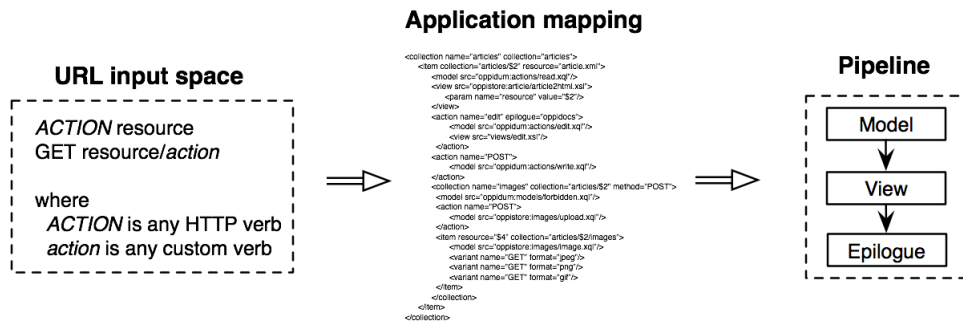 Application mapping
URL input space
ACTION resource
GET resource/action
where
ACTION is any HTTP verb
action is any custom verb
<collection name="articles" collection="articles">
<item collection="articles/$2" resource="article.xml">
<model src="oppidum:actions/read.xql"/>
<view src="oppistore:article/article2html.xsl">
<param name="resource" value="$2"/>
</view>
<action name="edit" epilogue="oppidocs">
<model src="oppidum:actions/edit.xql"/>
<view src="views/edit.xsl"/>
</action>
<action name="POST">
<model src="oppidum:actions/write.xql"/>
</action>
<collection name="images" collection="articles/$2" method="POST">
<model src="oppidum:models/forbidden.xql"/>
<action name="POST">
<model src="oppistore:images/upload.xql"/>
</action>
<item resource="$4" collection="articles/$2/images">
<model src="oppistore:images/image.xql"/>
<variant name="GET" format="jpeg"/>
<variant name="GET" format="png"/>
<variant name="GET" format="gif"/>
</item>
</collection>
</item>
</collection>
Pipeline
Model
View
Epilogue